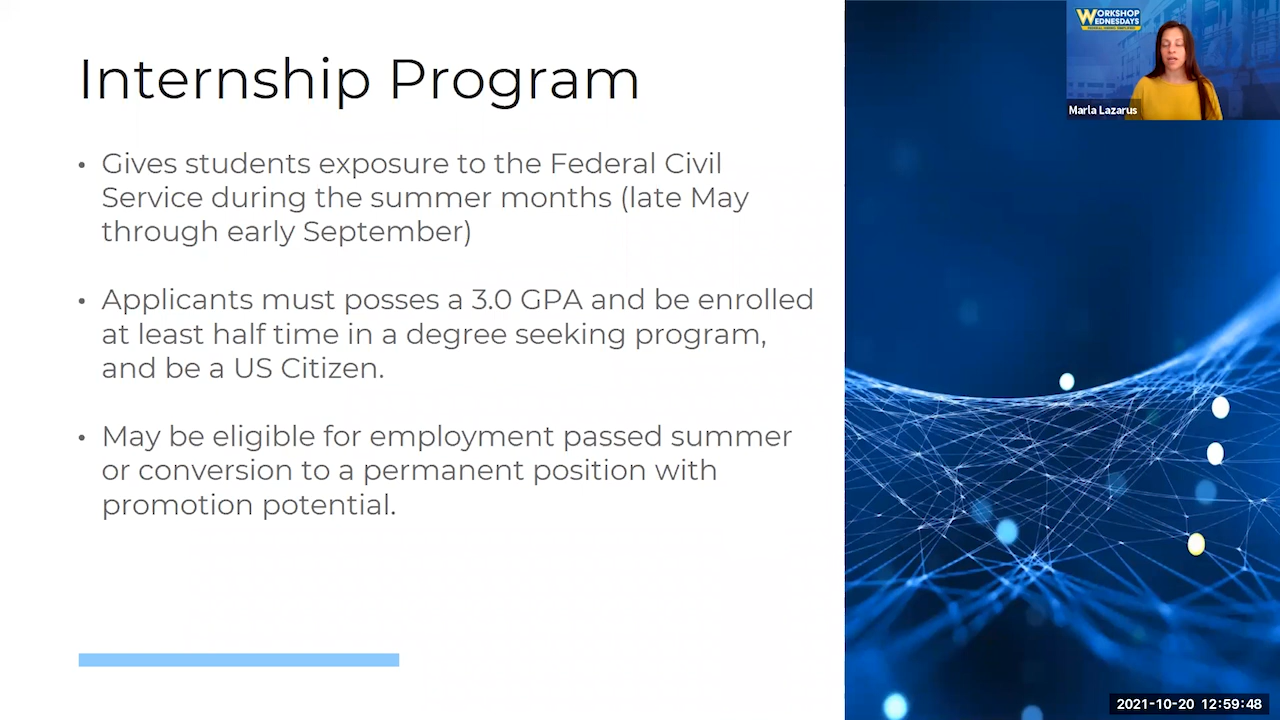 Internship Program
• Gives students exposure to the Federal Civil
Service during the summer months (late May
through early September)
• Applicants must posses a 3.0 GPA and be enrolled
at least half time in a degree seeking program,
and be a US Citizen.
• May be eligible for employment passed summer
or conversion to a permanent position with
promotion potential.
WORKSHOP
WEDNESDAYS
Marla Lazarus
2021-10-20 12:59:48